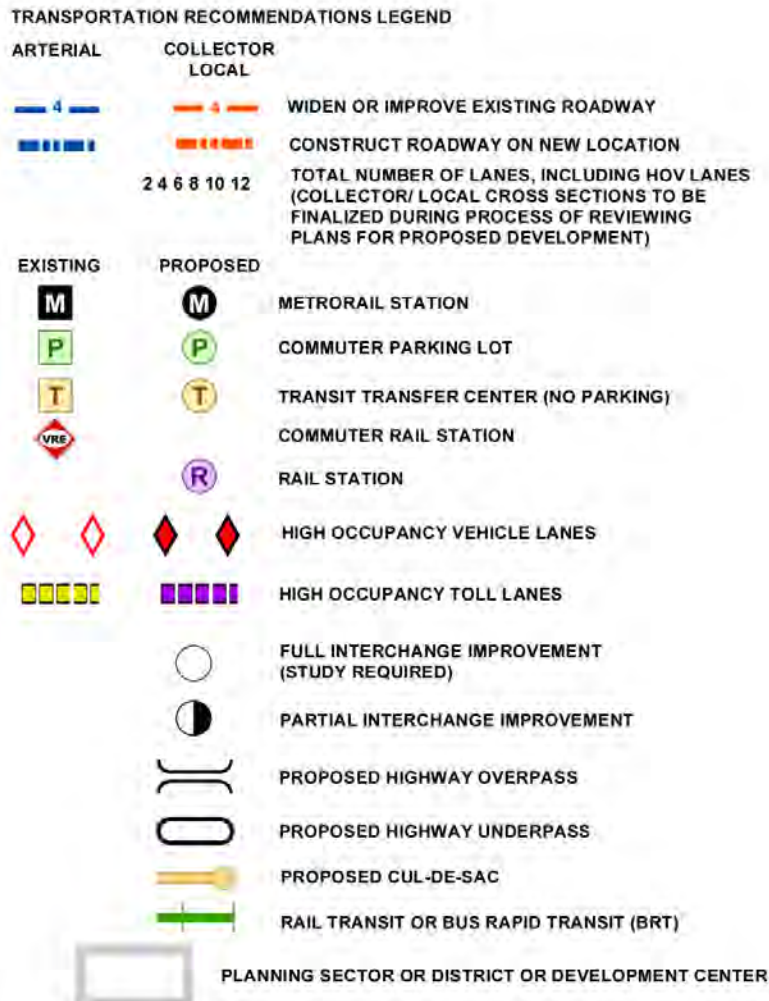 TRANSPORTATION RECOMMENDATIONS LEGEND
ARTERIAL COLLECTOR
LOCAL
4 4 WIDEN OR IMPROVE EXISTING ROADWAY
CONSTRUCT ROADWAY ON NEW LOCATION
2 4 6 8 10 12 TOTAL NUMBER OF LANES, INCLUDING HOV LANES
(COLLECTOR/ LOCAL CROSS SECTIONS TO BE
FINALIZED DURING PROCESS OF REVIEWING
PLANS FOR PROPOSED DEVELOPMENT)
EXISTING PROPOSED
M M METRORAIL STATION
P P COMMUTER PARKING LOT
T T TRANSIT TRANSFER CENTER (NO PARKING)
VRE COMMUTER RAIL STATION
R RAIL STATION
HIGH OCCUPANCY VEHICLE LANES
HIGH OCCUPANCY TOLL LANES
FULL INTERCHANGE IMPROVEMENT
(STUDY REQUIRED)
PARTIAL INTERCHANGE IMPROVEMENT
PROPOSED HIGHWAY OVERPASS
PROPOSED HIGHWAY UNDERPASS
PROPOSED CUL-DE-SAC
RAIL TRANSIT OR BUS RAPID TRANSIT (BRT)
PLANNING SECTOR OR DISTRICT OR DEVELOPMENT CENTER